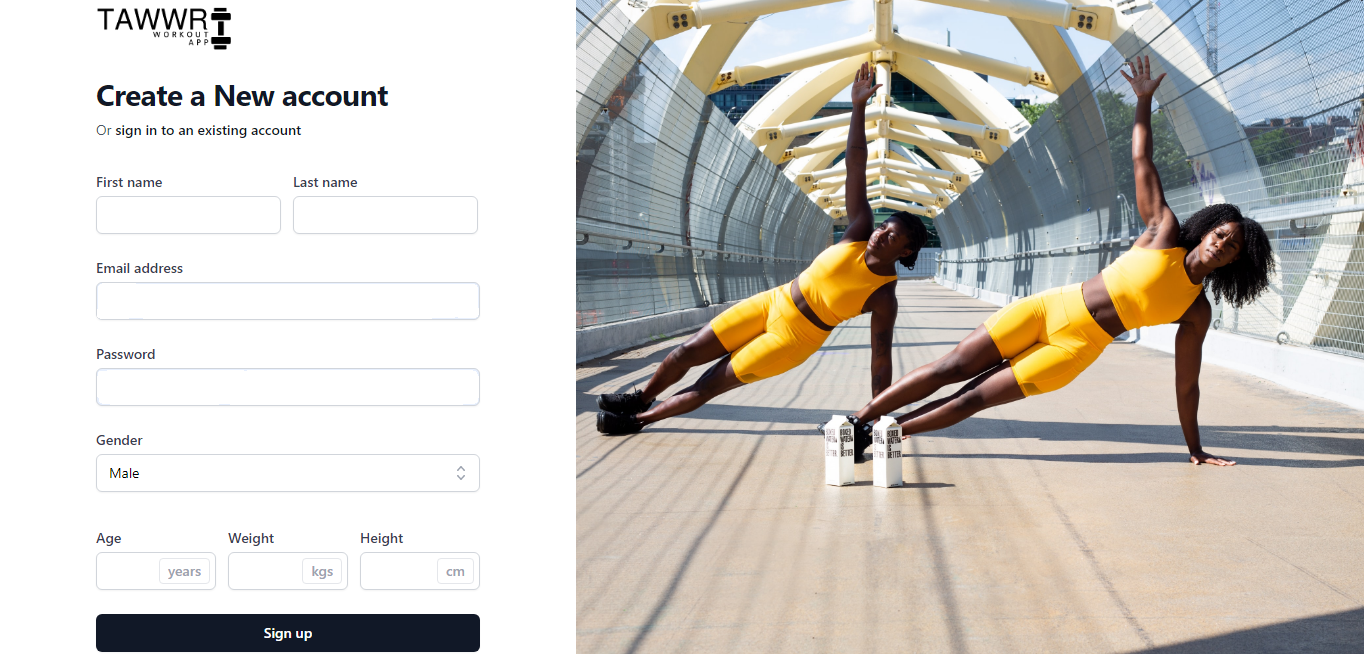 TAWWR
WORKOUT
APP
Create a New account
Or sign in to an existing account
First name Last name
Email address
Password
Gender
Male
Age Weight Height
years kgs cm
Sign up
BOXED
WATER
IS
BETTER
BOXED
WATER
IS
BETTER